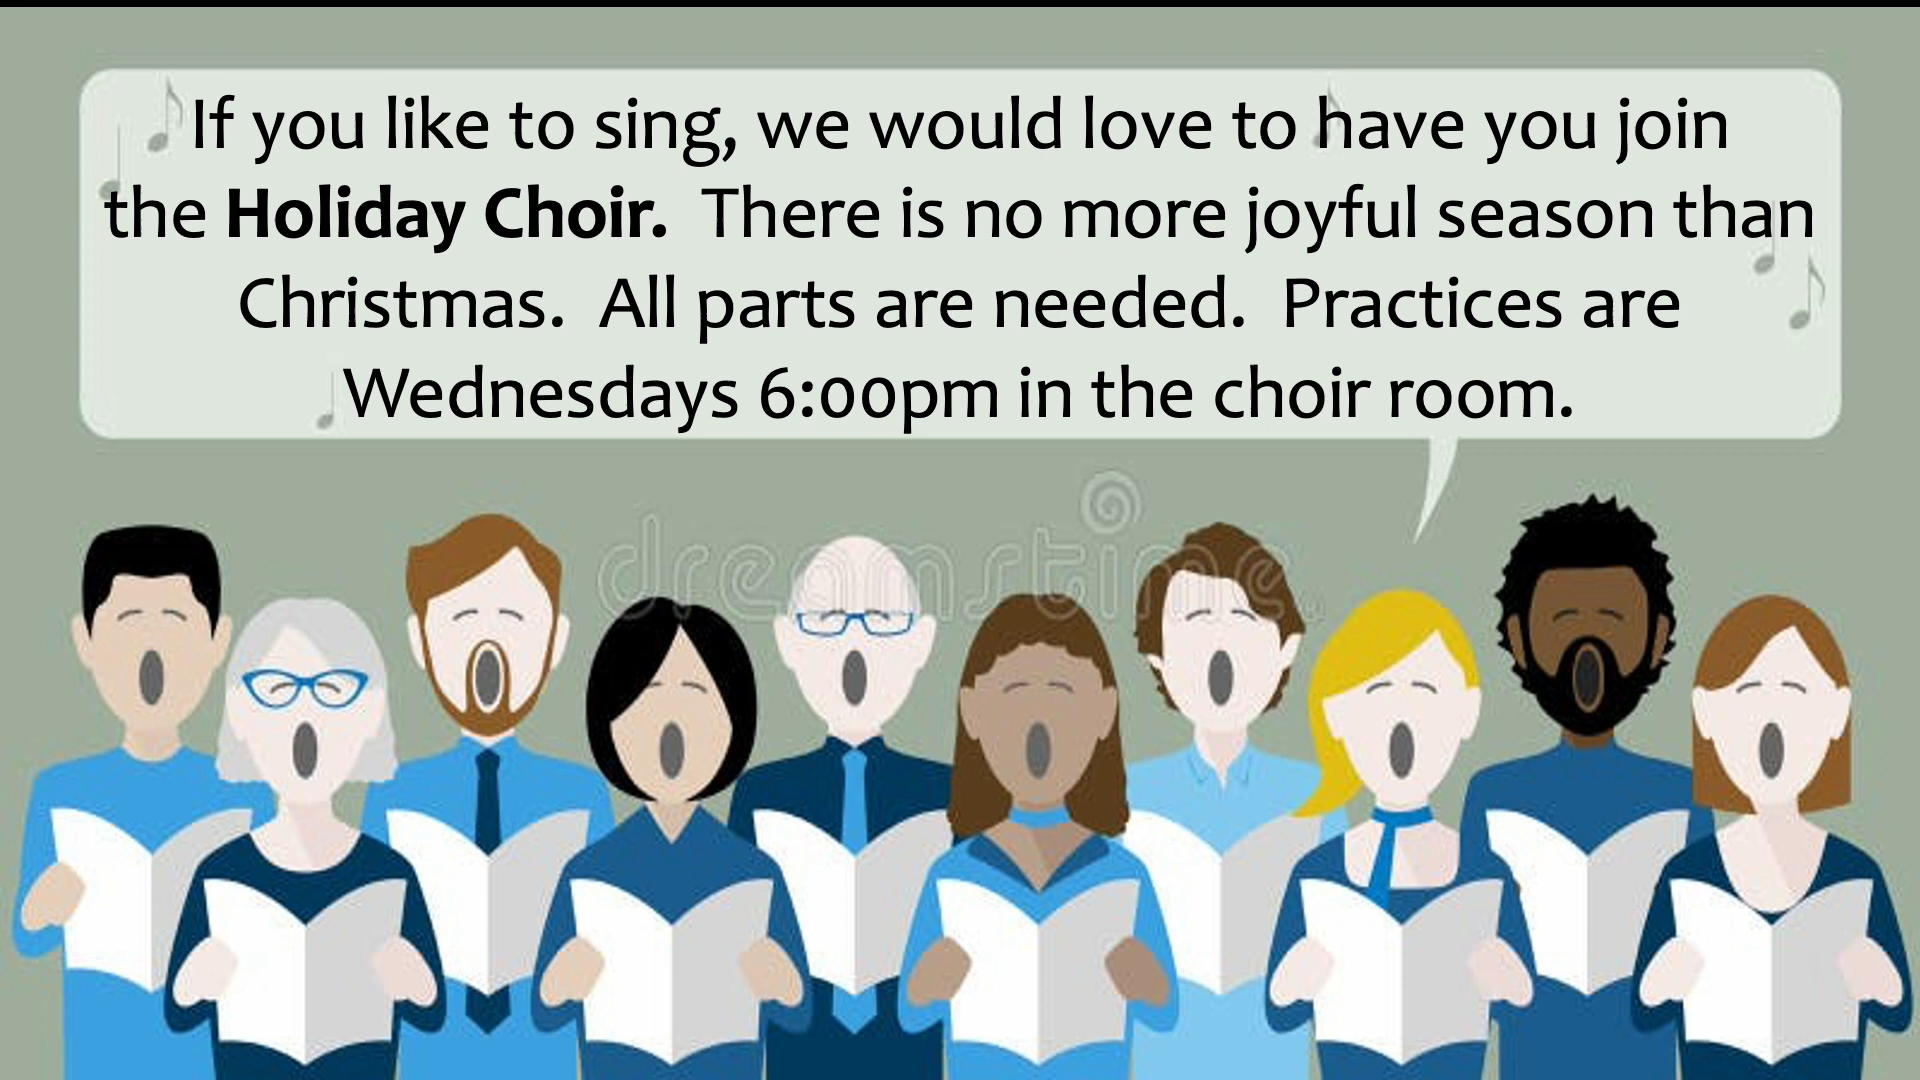 If you like to sing, we would love to have you join
the Holiday Choir.  There is no more joyful season than
Christmas.  All parts are needed.  Practices are
Wednesdays 6:00pm in the choir room.
dreamstime